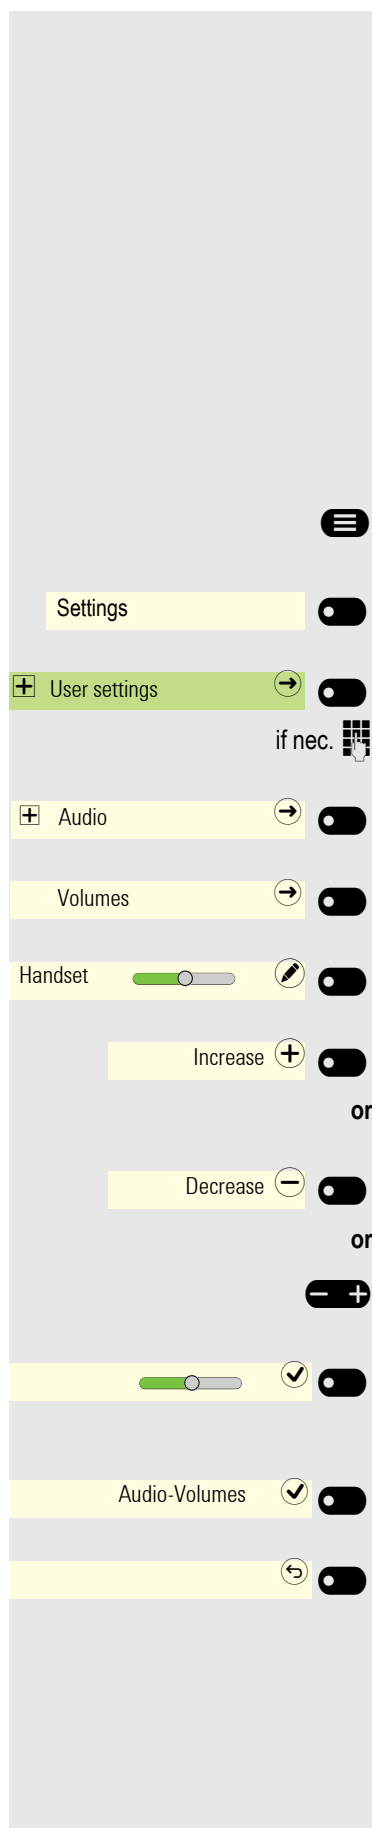 Settings
User settings
if nec.
Audio
Volumes
Handset
Increase
or
Decrease
or
Audio-Volumes